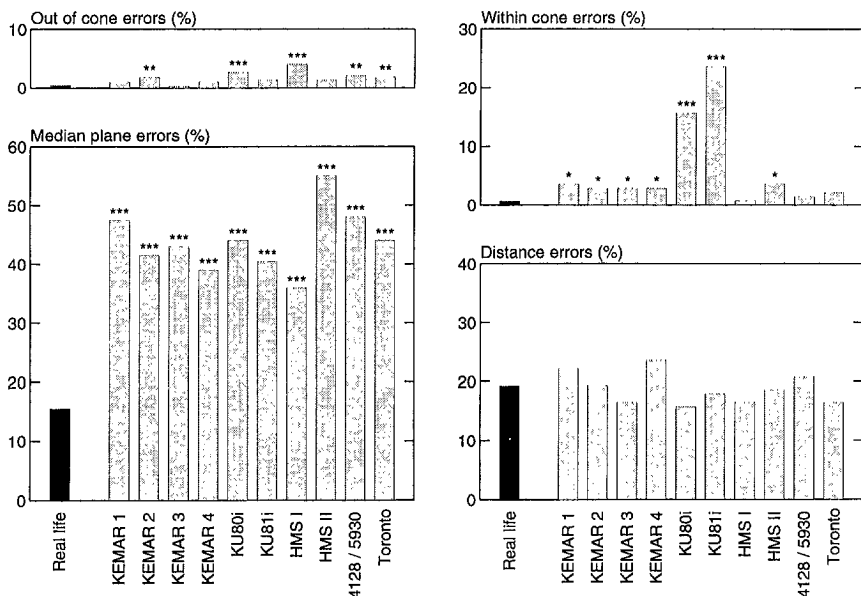 Out of cone errors (%)
10
0
** *** *** ** **
Median plane errors (%)
60
50
40
30
20
10
0
*** *** *** *** *** *** *** *** *** ***
Real life
KEMAR 1
KEMAR 2
KEMAR 3
KEMAR 4
KU80i
KU81i
HMS I
HMS II
4128 / 5930
Toronto
Within cone errors (%)
30
20
10
0
* * * * *** *** *
Distance errors (%)
40
30
20
10
0
Real life
KEMAR 1
KEMAR 2
KEMAR 3
KEMAR 4
KU80i
KU81i
HMS I
HMS II
4128 / 5930
Toronto